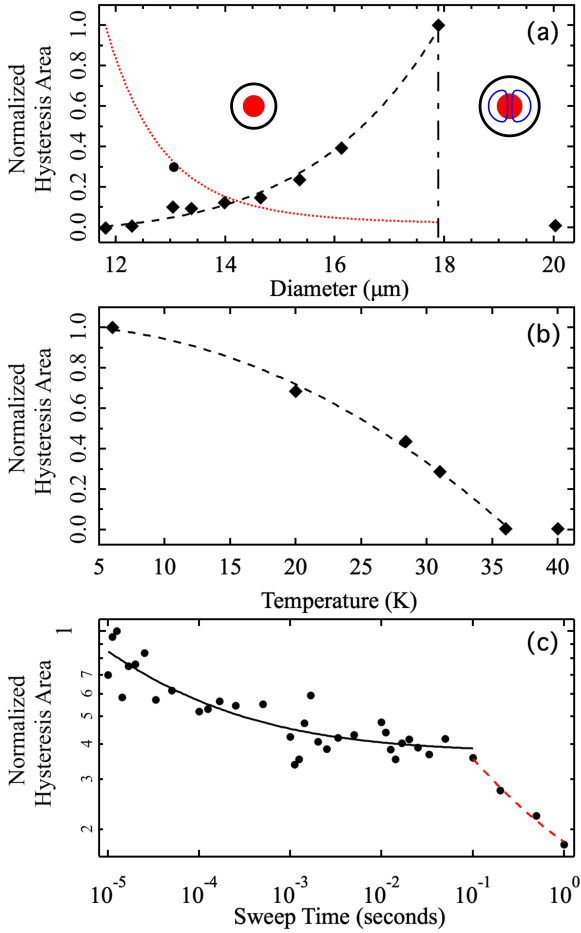 (a)
Normalized
Hysteresis Area
1.0
0.8
0.6
0.4
0.2
0.0
12 14 16 18 20
Diameter (μm)
(b)
Normalized
Hysteresis Area
1.0
0.8
0.6
0.4
0.2
0.0
5 10 15 20 25 30 35 40
Temperature (K)
(c)
Normalized
Hysteresis Area
1
7
6
5
4
3
2
10⁻⁵ 10⁻⁴ 10⁻³ 10⁻² 10⁻¹ 10⁰
Sweep Time (seconds)